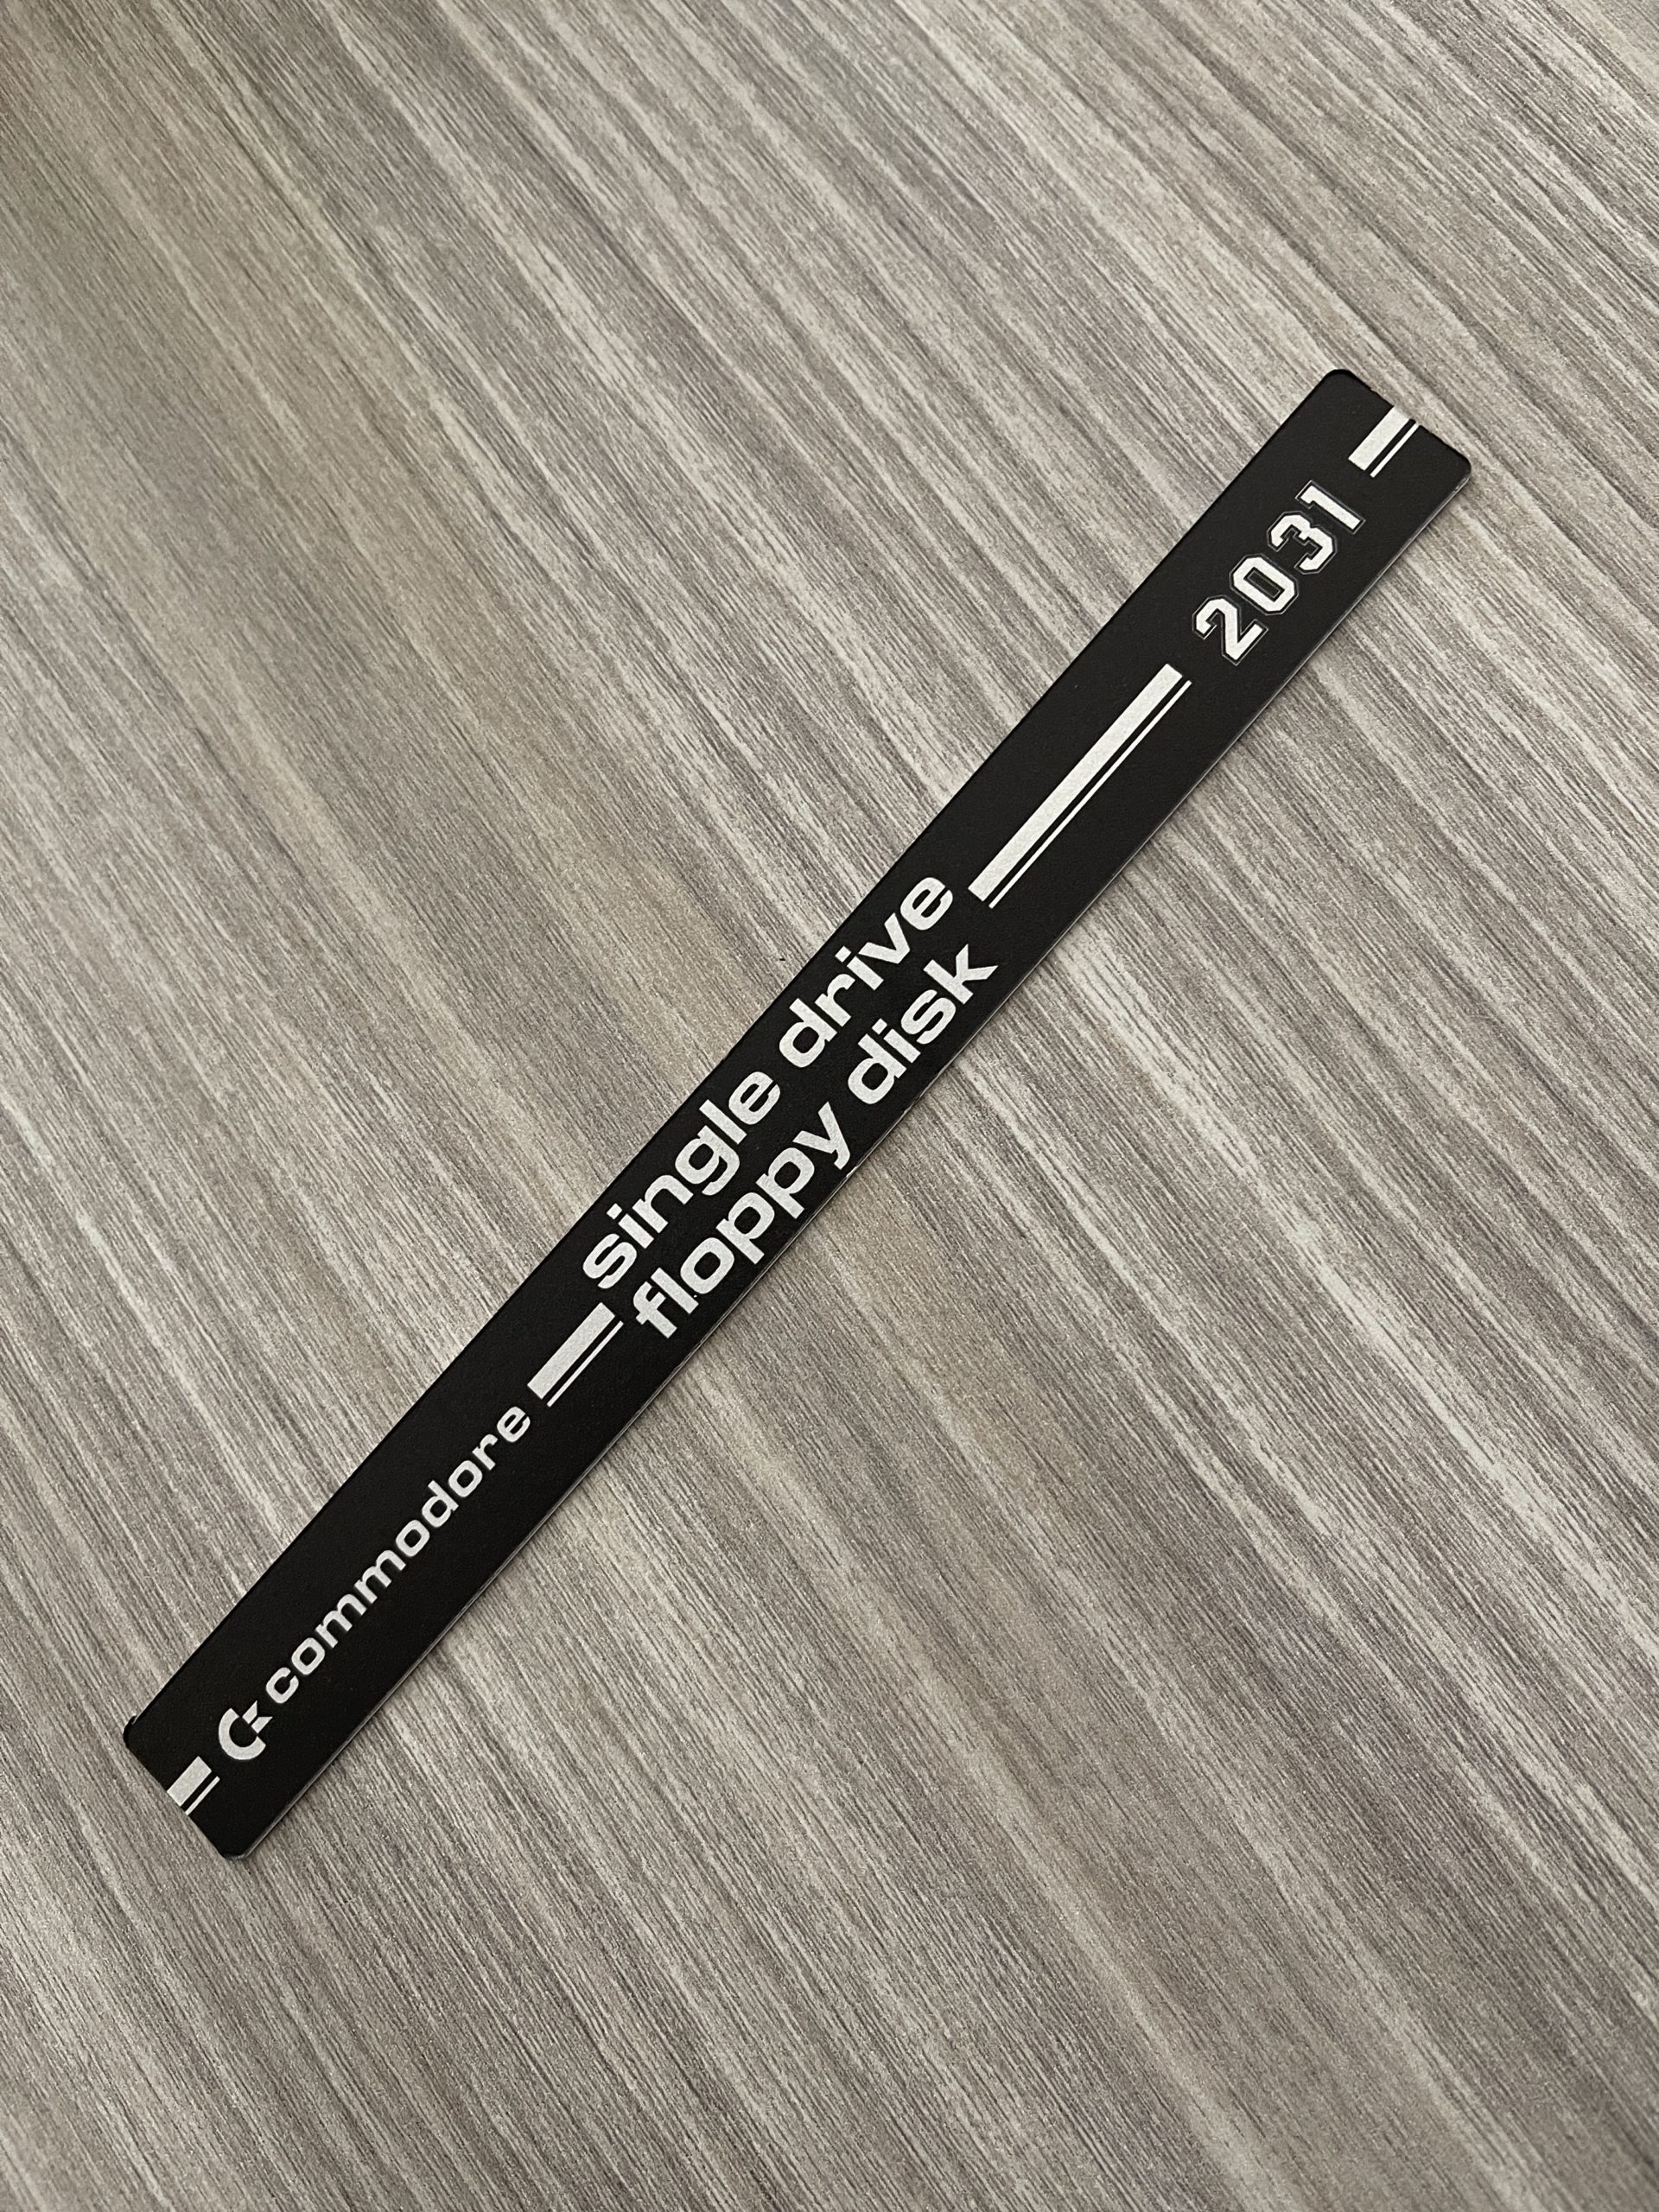 commodore
single drive
floppy disk
2031